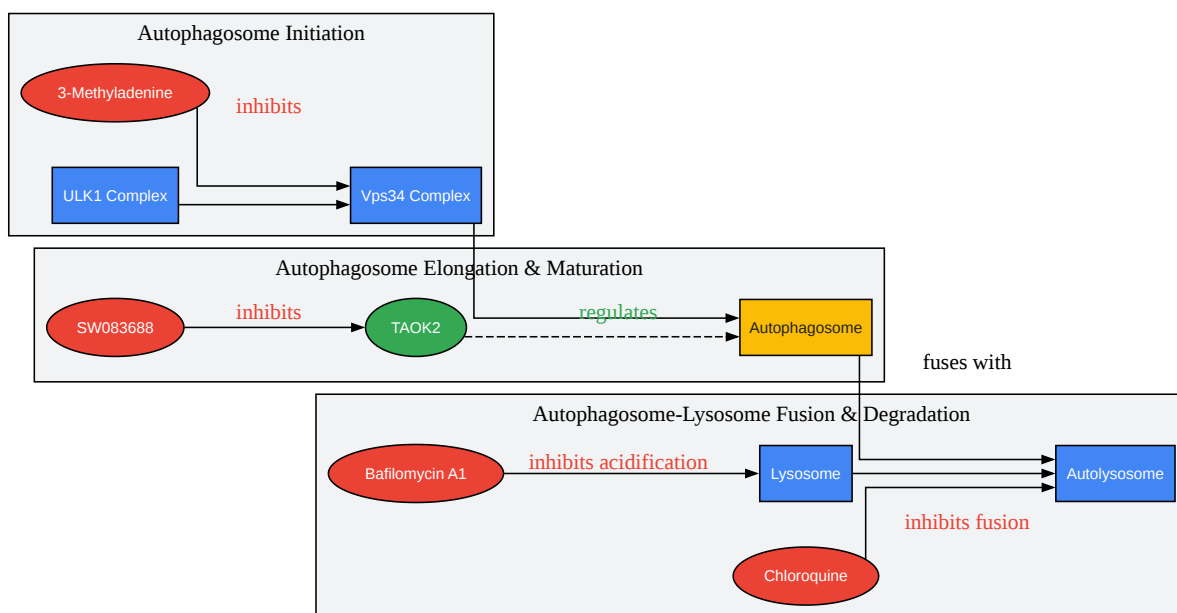 Autophagosome Initiation
3-Methyladenine
inhibits
ULK1 Complex
Vps34 Complex
Autophagosome Elongation & Maturation
SW083688
inhibits
TAOK2
regulates
Autophagosome
fuses with
Autophagosome-Lysosome Fusion & Degradation
Bafilomycin A1
inhibits acidification
Lysosome
Autolysosome
inhibits fusion
Chloroquine